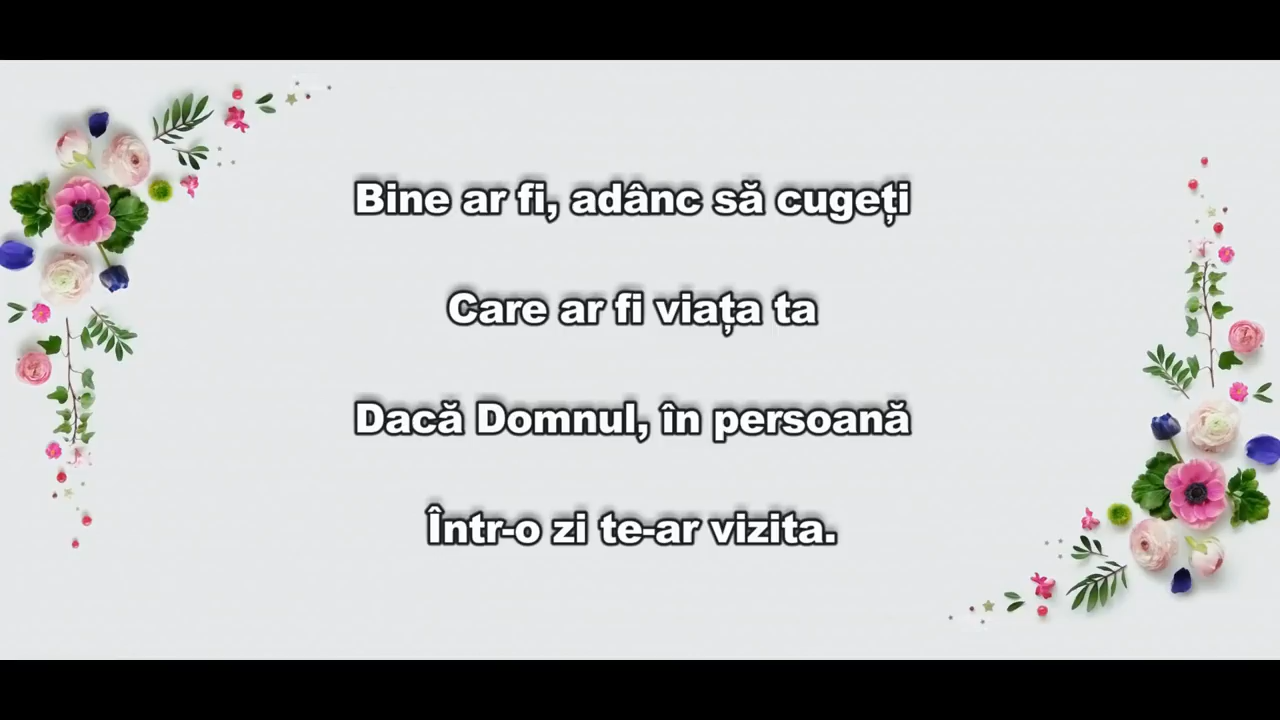 Bine ar fi, adânc să cugeți
Care ar fi viața ta
Dacă Domnul, în persoană
Într-o zi te-ar vizita.